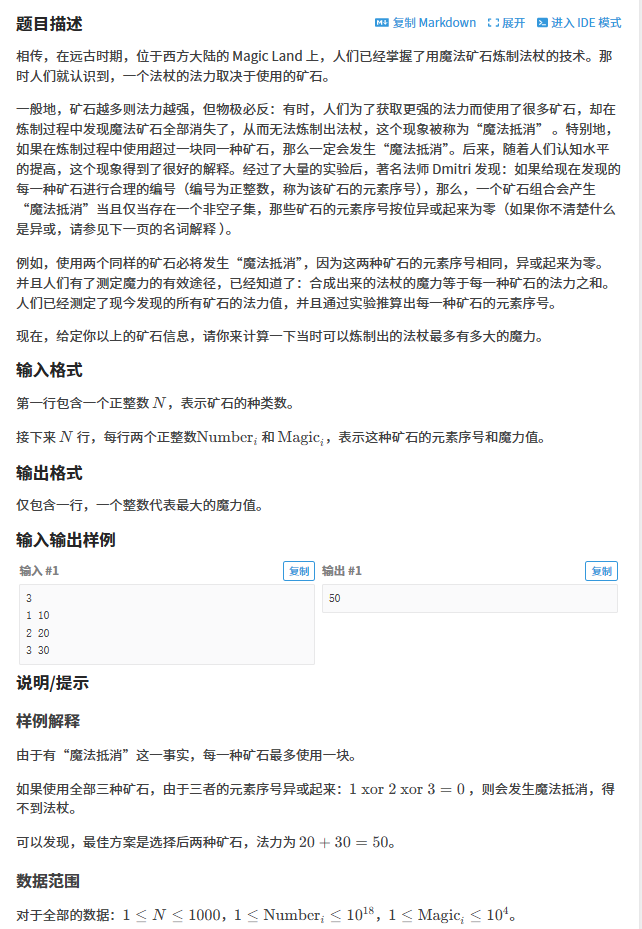 题目描述
复制 Markdown 展开 进入 IDE 模式
相传，在远古时期，位于西方大陆的 Magic Land 上，人们已经掌握了用魔法矿石炼制法杖的技术。那
时人们就认识到，一个法杖的法力取决于使用的矿石。
一般地，矿石越多则法力越强，但物极必反：有时，人们为了获取更强的法力而使用了很多矿石，却在
炼制过程中发现魔法矿石全部消失了，从而无法炼制出法杖，这个现象被称为“魔法抵消” 。特别地，
如果在炼制过程中使用超过一块同一种矿石，那么一定会发生“魔法抵消”。后来，随着人们认知水平
的提高，这个现象得到了很好的解释。经过了大量的实验后，著名法师 Dmitri 发现：如果给现在发现的
每一种矿石进行合理的编号（编号为正整数，称为该矿石的元素序号），那么，一个矿石组合会产生
“魔法抵消”当且仅当存在一个非空子集，那些矿石的元素序号按位异或起来为零（如果你不清楚什么
是异或，请参见下一页的名词解释 ）。
例如，使用两个同样的矿石必将发生“魔法抵消”，因为这两种矿石的元素序号相同，异或起来为零。
并且人们有了测定魔力的有效途径，已经知道了：合成出来的法杖的魔力等于每一种矿石的法力之和。
人们已经测定了现今发现的所有矿石的法力值，并且通过实验推算出每一种矿石的元素序号。
现在，给定你以上的矿石信息，请你来计算一下当时可以炼制出的法杖最多有多大的魔力。
输入格式
第一行包含一个正整数 N，表示矿石的种类数。
接下来 N 行，每行两个正整数Numberᵢ 和 Magicᵢ，表示这种矿石的元素序号和魔力值。
输出格式
仅包含一行，一个整数代表最大的魔力值。
输入输出样例
输入 #1 复制 输出 #1 复制
3 50
1 10
2 20
3 30
说明/提示
样例解释
由于有“魔法抵消”这一事实，每一种矿石最多使用一块。
如果使用全部三种矿石，由于三者的元素序号异或起来：1 xor 2 xor 3 = 0 ，则会发生魔法抵消，得
不到法杖。
可以发现，最佳方案是选择后两种矿石，法力为 20 + 30 = 50。
数据范围
对于全部的数据：1 ≤ N ≤ 1000，1 ≤ Numberᵢ ≤ 10¹⁸，1 ≤ Magicᵢ ≤ 10⁴。